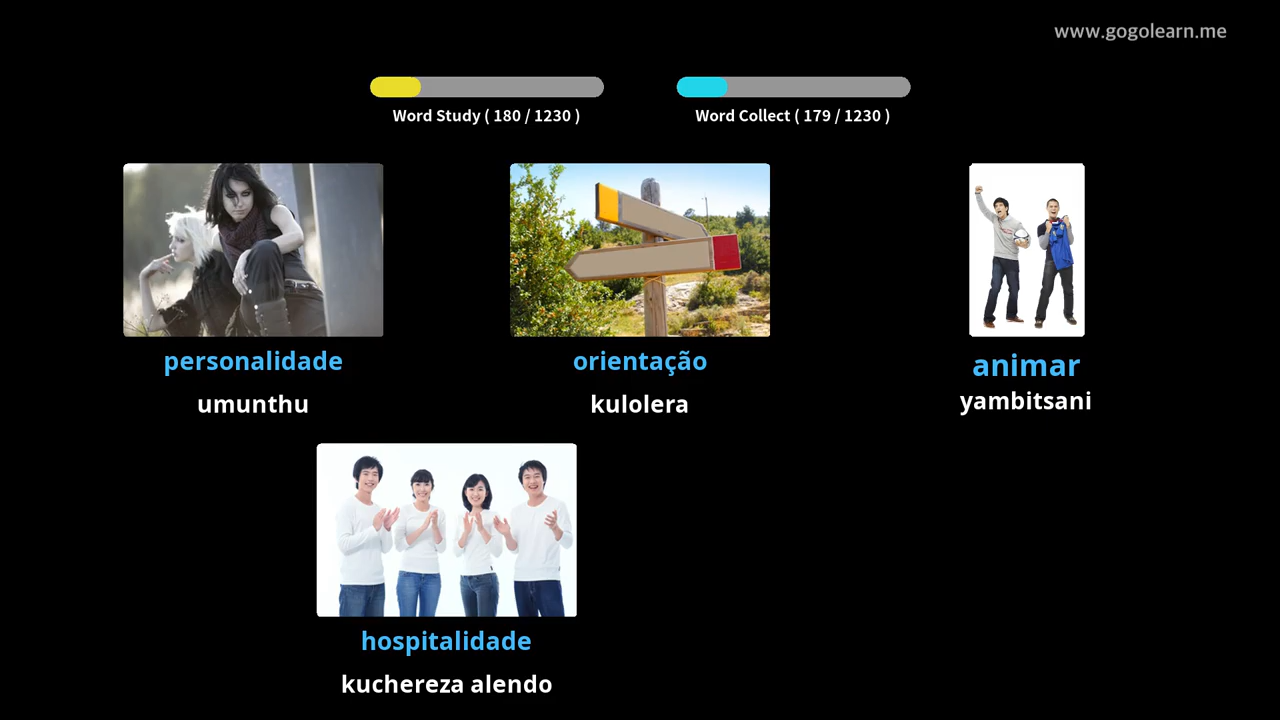 www.gogolearn.me
Word Study ( 180 / 1230 )
Word Collect ( 179 / 1230 )
personalidade
umunthu
orientação
kulolera
animar
yambitsani
hospitalidade
kuchereza alendo